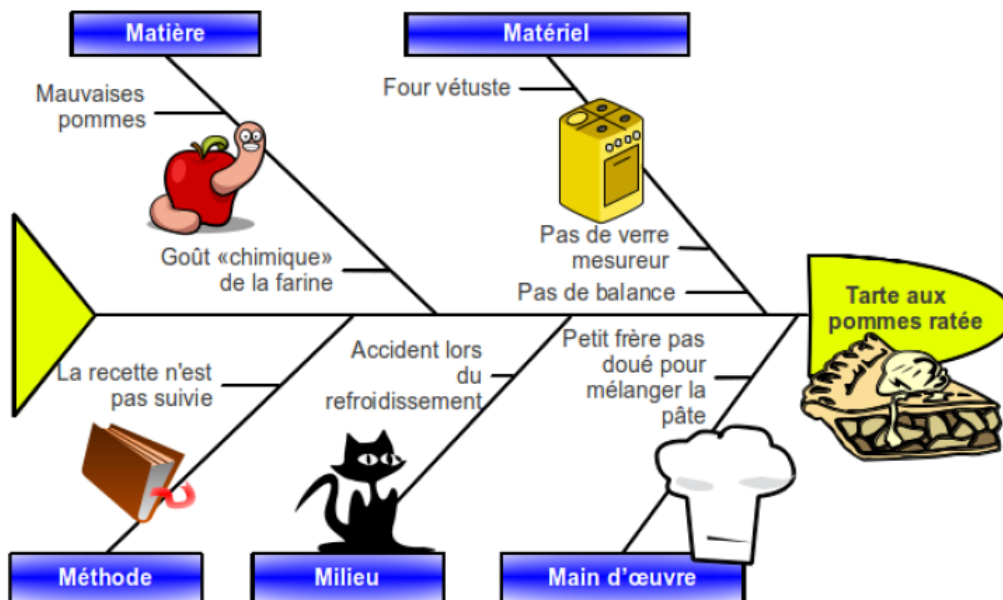 Matière
Matériel
Mauvaises
pommes
Four vétuste
Goût «chimique»
de la farine
Pas de verre
mesureur
Pas de balance
Tarte aux
pommes ratée
La recette n'est
pas suivie
Accident lors
du
refroidissement
Petit frère pas
doué pour
mélanger la
pâte
Méthode
Milieu
Main d'œuvre